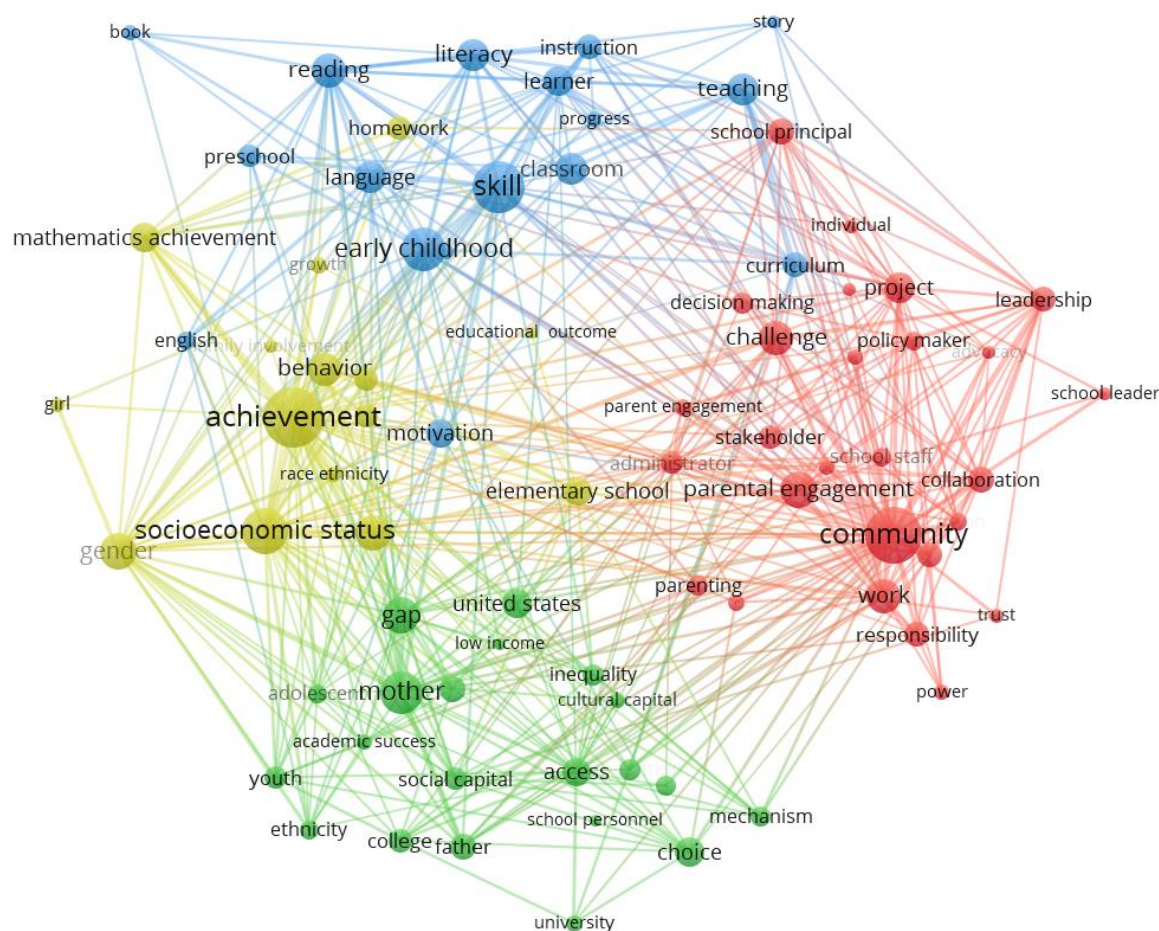 book
story
literacy
instruction
reading
learner
teaching
progress
homework
school principal
preschool
language
skill
classroom
individual
mathematics achievement
early childhood
growth
curriculum
project
leadership
decision making
english
family involvement
educational outcome
challenge
policy maker
advocacy
behavior
girl
achievement
school leader
parent engagement
motivation
stakeholder
race ethnicity
administrator
school staff
elementary school
parental engagement
collaboration
socioeconomic status
community
gender
parenting
work
gap
united states
trust
low income
responsibility
inequality
adolescent
mother
cultural capital
power
academic success
youth
social capital
access
school personnel
mechanism
ethnicity
college
father
choice
university